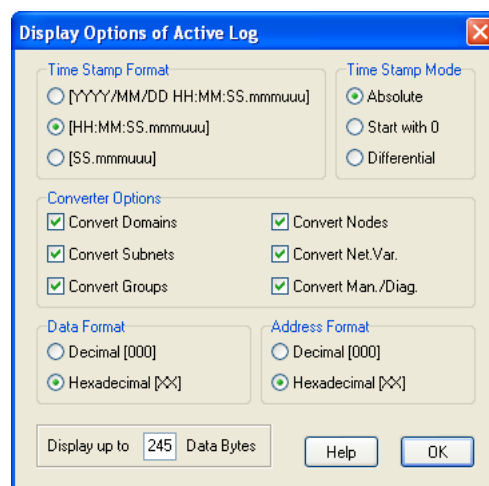 Display Options of Active Log
Time Stamp Format
Time Stamp Mode
[YYYY/MM/DD HH:MM:SS.mmmuuu]
Absolute
[HH:MM:SS.mmmuuu]
Start with 0
[SS.mmmuuu]
Differential
Converter Options
Convert Domains
Convert Nodes
Convert Subnets
Convert Net.Var.
Convert Groups
Convert Man./Diag.
Data Format
Address Format
Decimal [000]
Decimal [000]
Hexadecimal [XX]
Hexadecimal [XX]
Display up to 245 Data Bytes
Help
OK